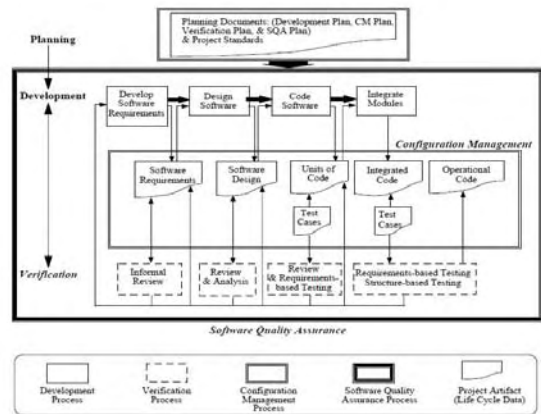 Planning Documents: (Development Plan, CM Plan,
Verification Plan, & SQA Plan)
& Project Standards
Planning
Development
Develop
Software
Requirements
Design
Software
Code
Software
Integrate
Modules
Configuration Management
Software
Requirements
Software
Design
Units of
Code
Integrated
Code
Operational
Code
Test
Cases
Test
Cases
Verification
Informal
Review
Review
& Analysis
Review
& Requirements-
based Testing
Requirements-based Testing
Structure-based Testing
Software Quality Assurance
Development
Process
Verification
Process
Configuration
Management
Process
Software Quality
Assurance Process
Project Artifact
(Life Cycle Data)